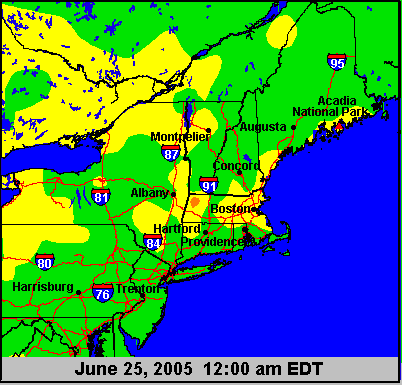 95
Acadia
National Park
Augusta
Montpelier
87
Concord
91
81
Albany
Boston
Hartford
84
Providence
80
Harrisburg
76
Trenton
June 25, 2005 12:00 am EDT